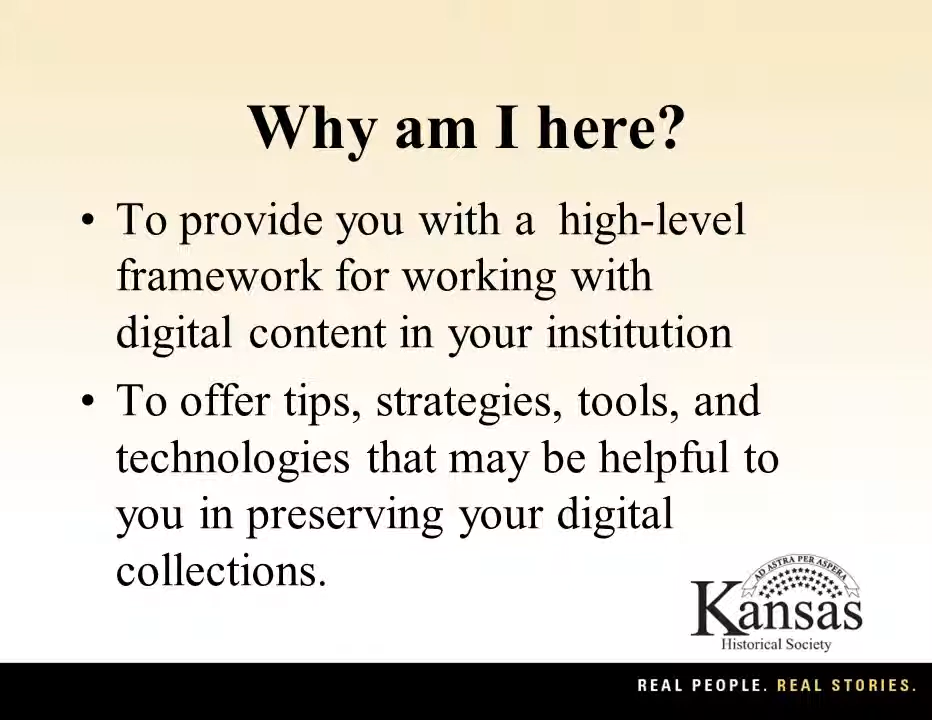 Why am I here?
• To provide you with a  high-level
framework for working with
digital content in your institution
• To offer tips, strategies, tools, and
technologies that may be helpful to
you in preserving your digital
collections.
AD ASTRA PER ASPERA
Kansas
Historical Society
REAL PEOPLE. REAL STORIES.